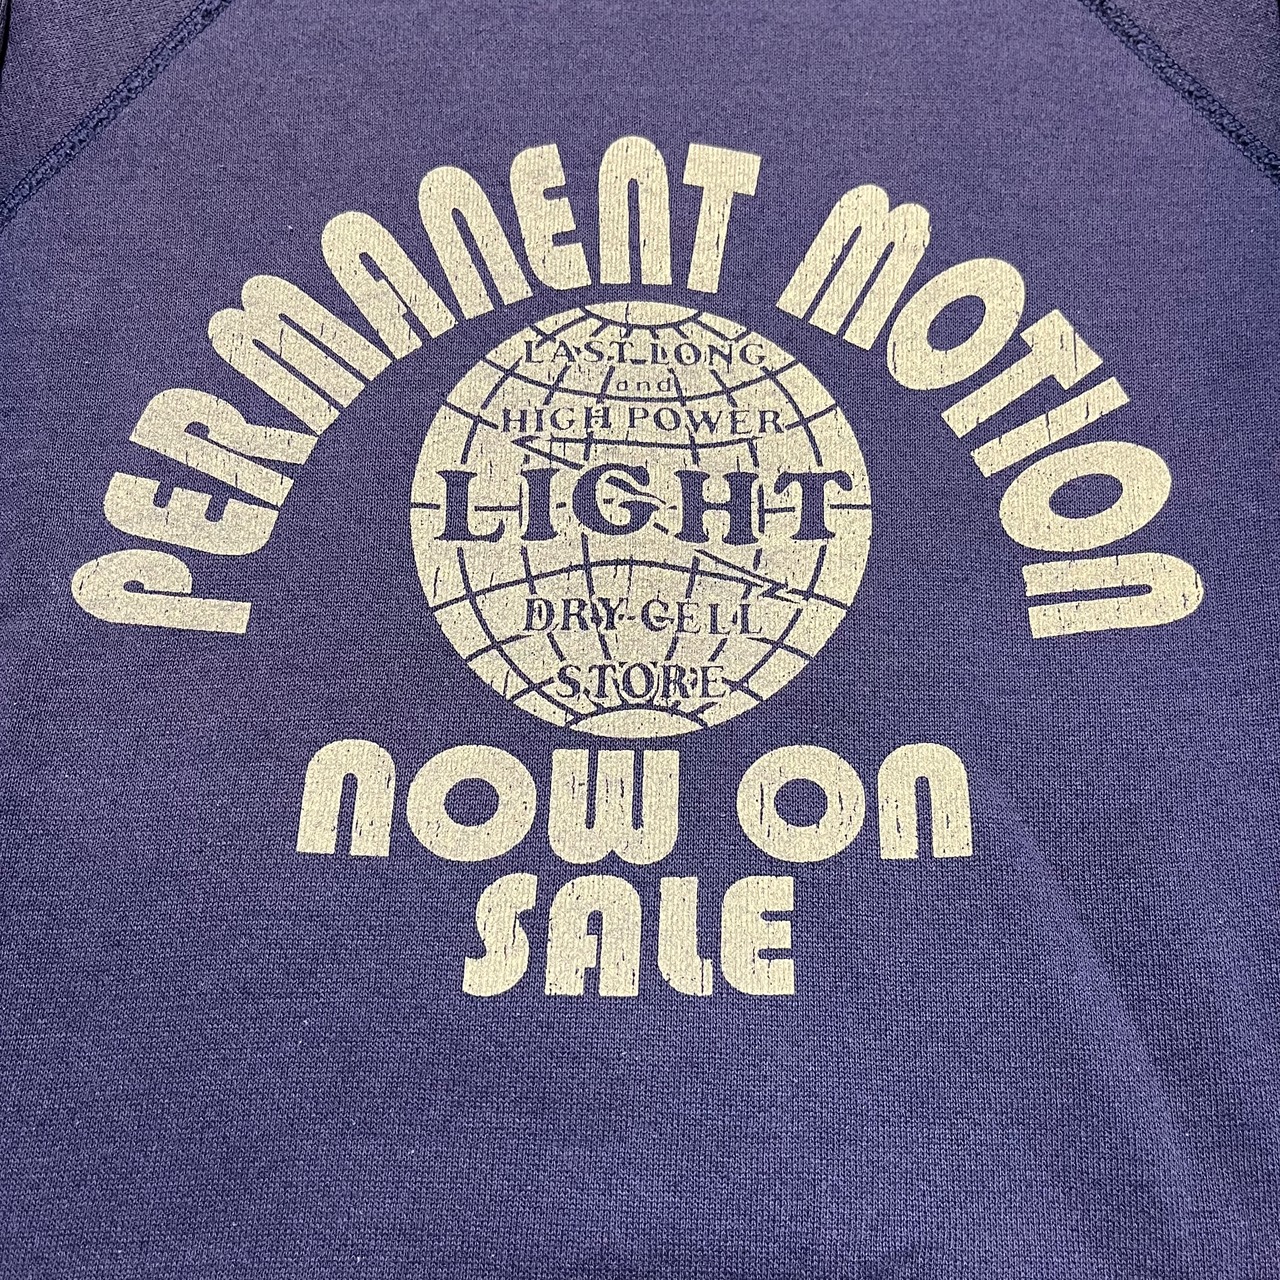 PERMANENT MOTION
LAST LONG
and
HIGH POWER
LIGHT
DRY-CELL
STORE
NOW ON
SALE